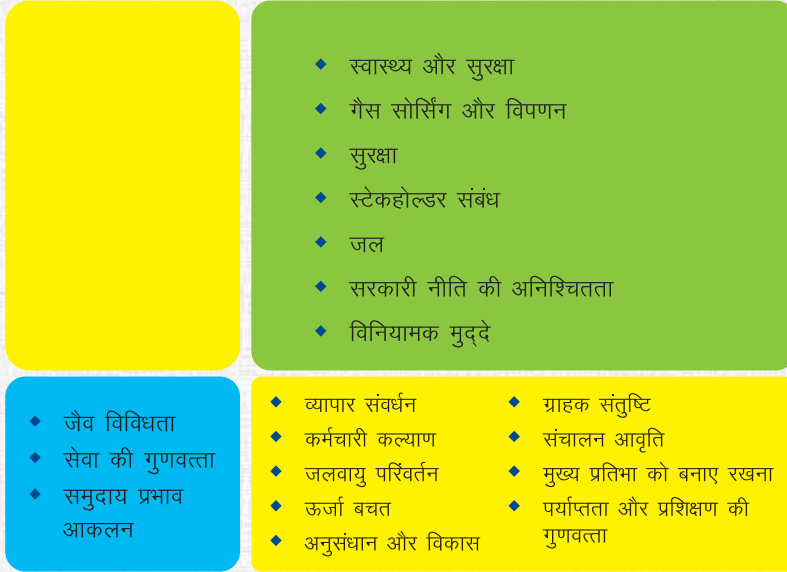 स्वास्थ्य और सुरक्षा
गैस सोर्सिंग और विपणन
सुरक्षा
स्टेकहोल्डर संबंध
जल
सरकारी नीति की अनिश्चितता
विनियामक मुद्दे
जैव विविधता
सेवा की गुणवत्ता
समुदाय प्रभाव
आकलन
व्यापार संवर्धन
कर्मचारी कल्याण
जलवायु परिंवर्तन
ऊर्जा बचत
अनुसंधान और विकास
ग्राहक संतुष्टि
संचालन आवृति
मुख्य प्रतिभा को बनाए रखना
पर्याप्तता और प्रशिक्षण की
गुणवत्ता